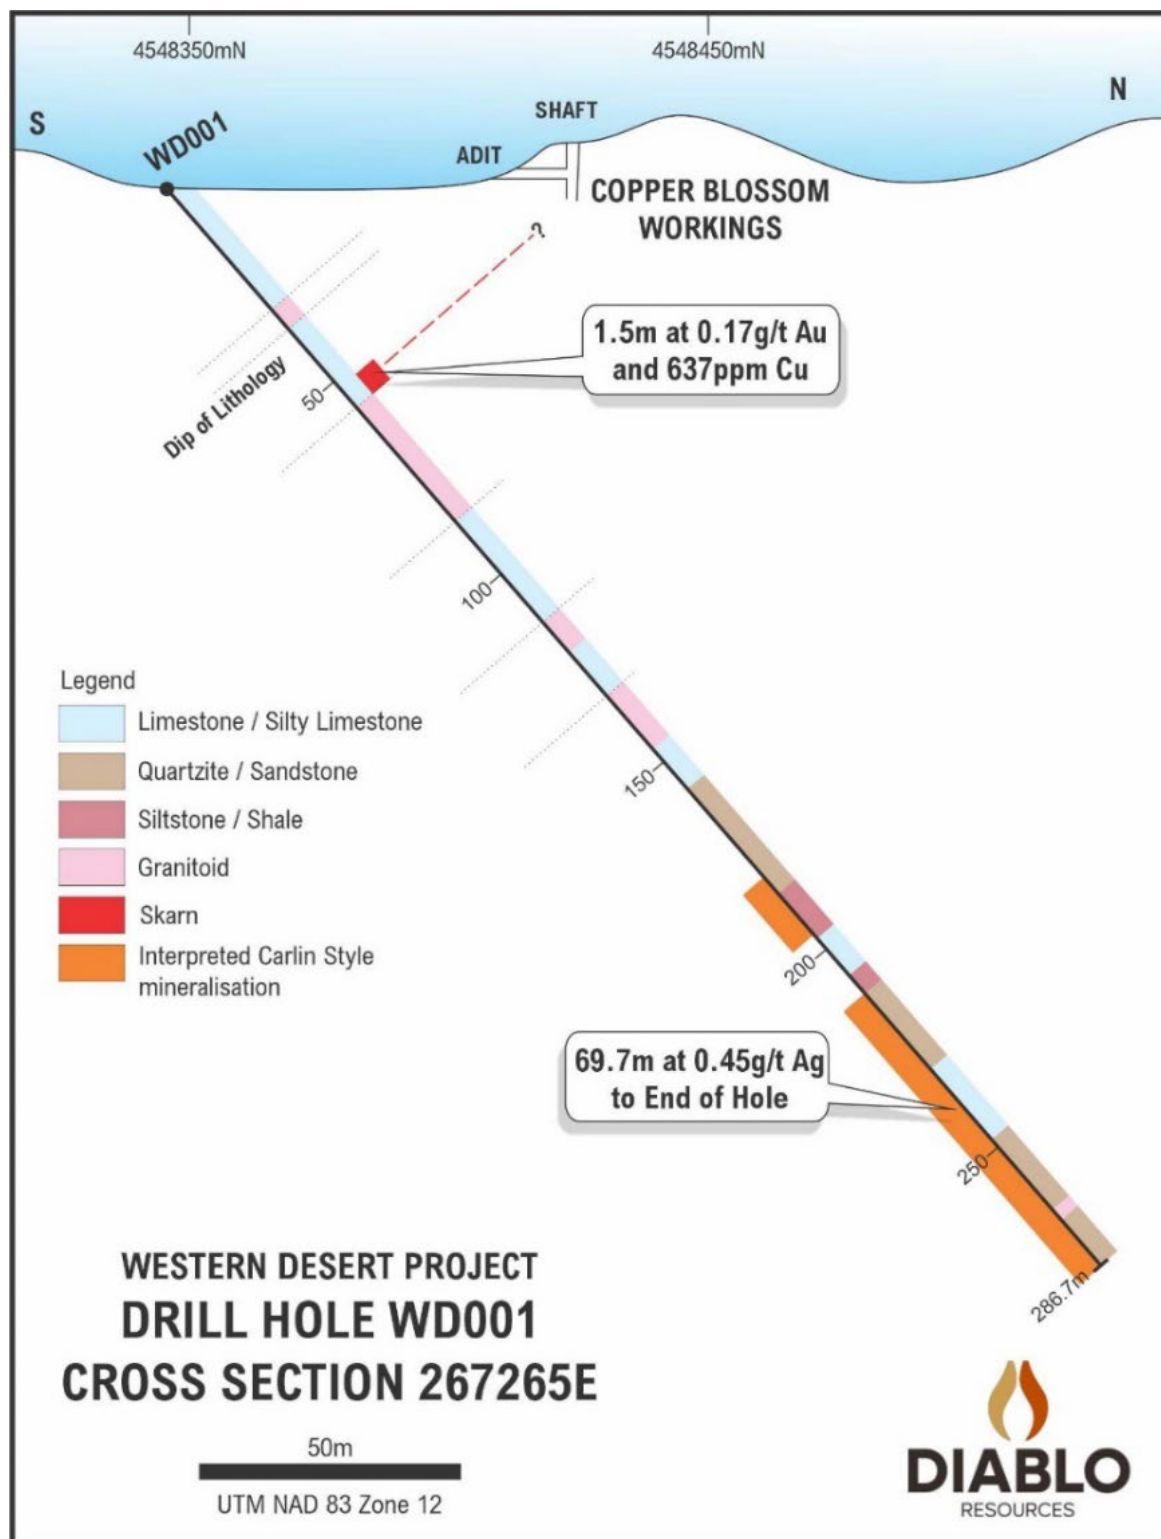 4548350mN
4548450mN
S
N
WD001
SHAFT
ADIT
COPPER BLOSSOM
WORKINGS
?
1.5m at 0.17g/t Au
and 637ppm Cu
Dip of Lithology
50
100
150
200
250
286.7m
Legend
Limestone / Silty Limestone
Quartzite / Sandstone
Siltstone / Shale
Granitoid
Skarn
Interpreted Carlin Style
mineralisation
69.7m at 0.45g/t Ag
to End of Hole
WESTERN DESERT PROJECT
DRILL HOLE WD001
CROSS SECTION 267265E
50m
UTM NAD 83 Zone 12
DIABLO
RESOURCES